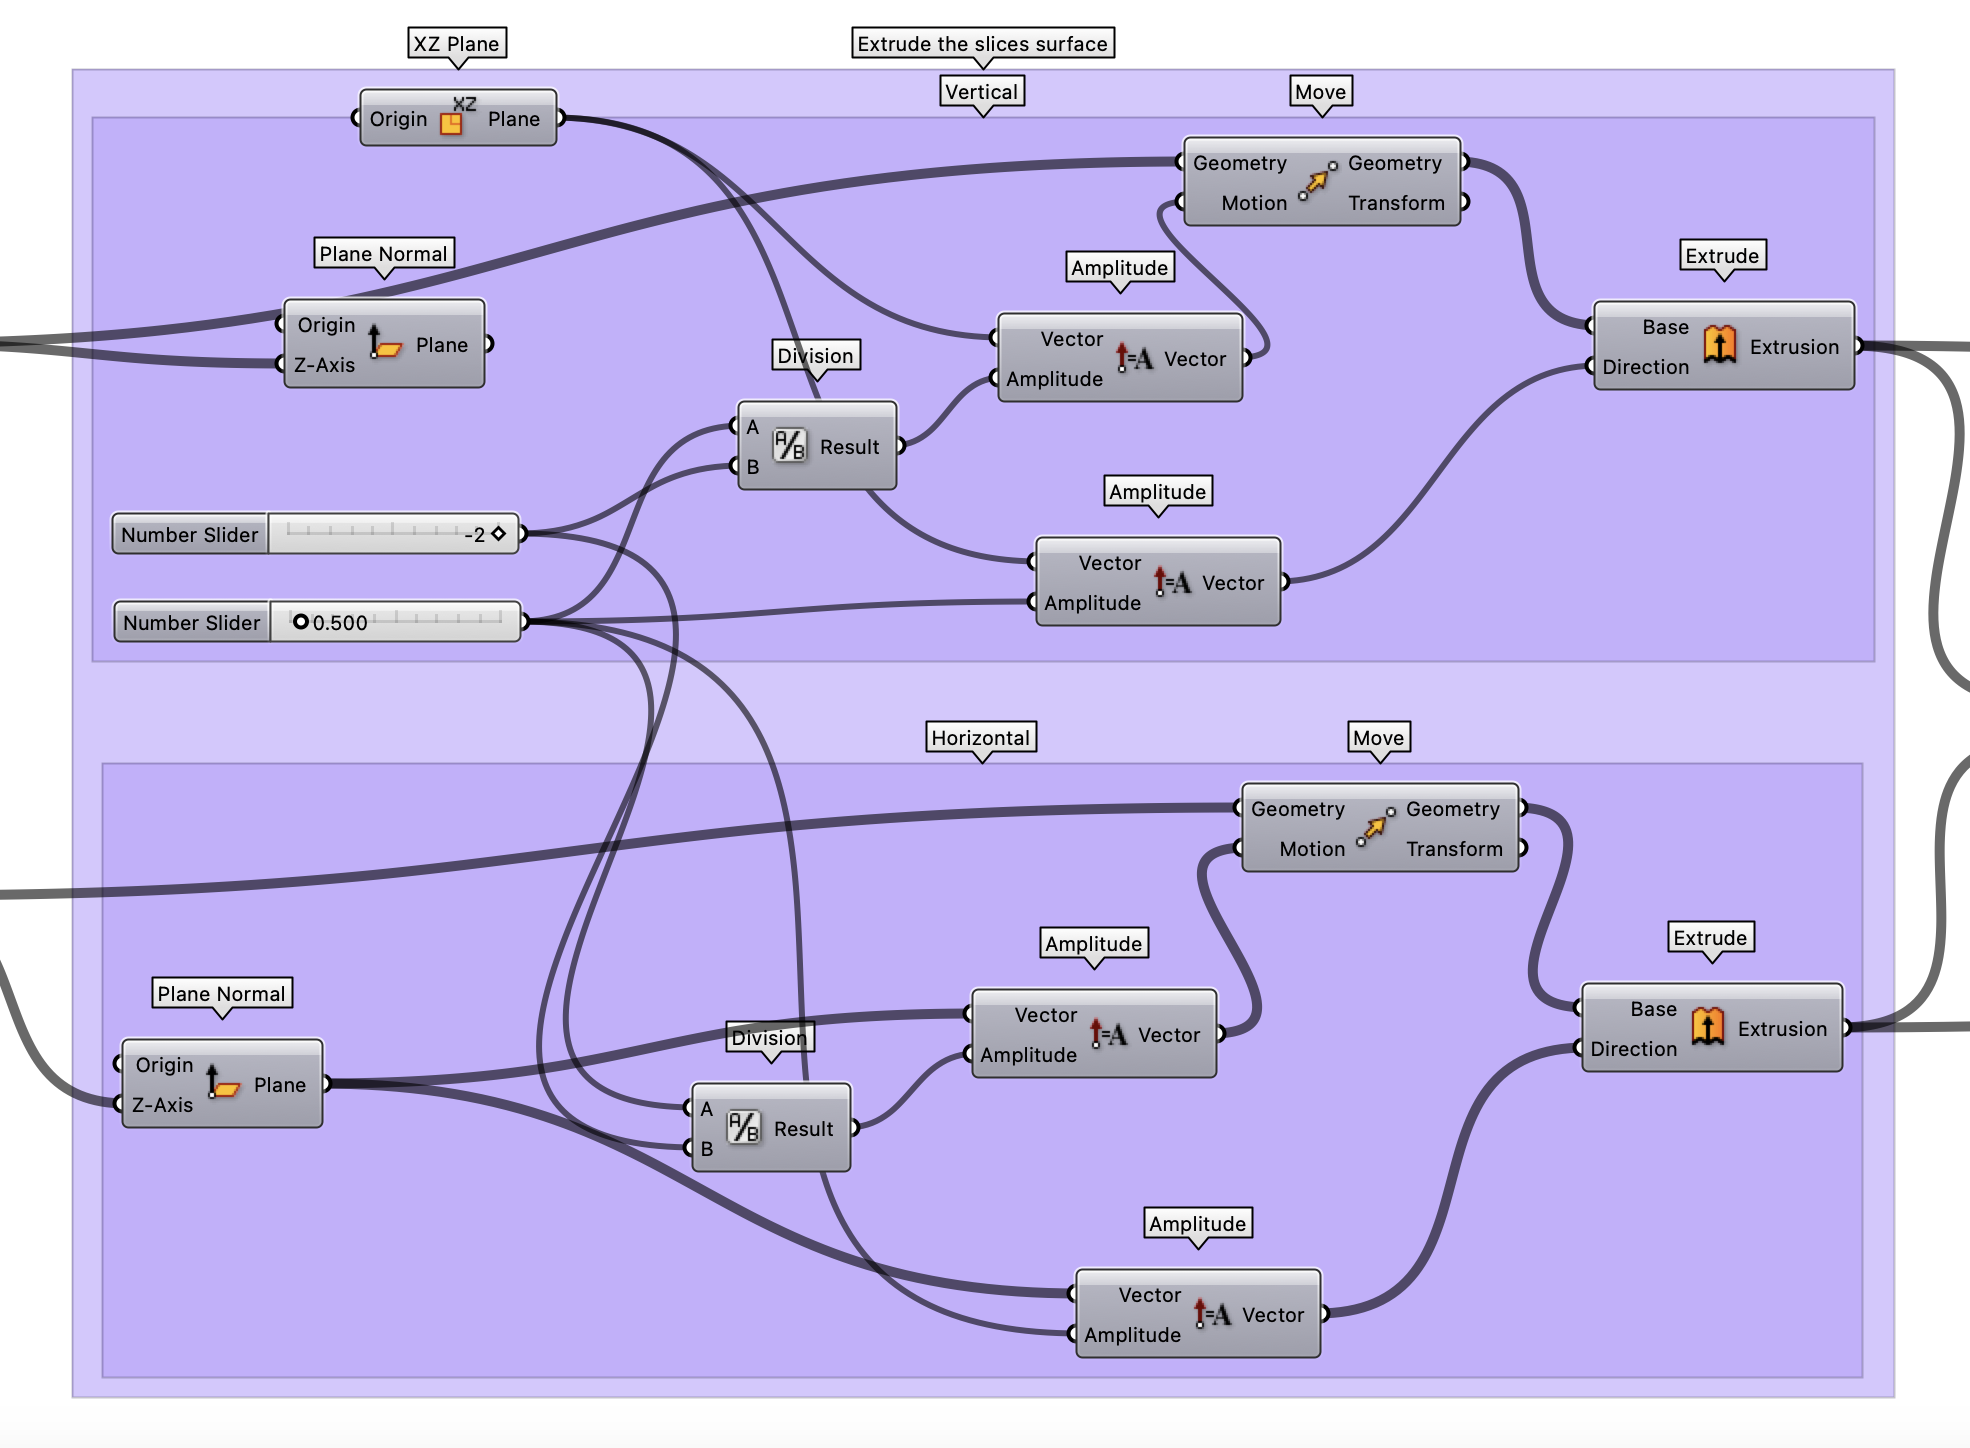 XZ Plane
Extrude the slices surface
Vertical
Move
Origin XZ Plane
Geometry Geometry
Motion Transform
Plane Normal
Amplitude
Extrude
Origin
Z-Axis
Plane
Division
Vector
Amplitude
=A Vector
Base
Direction
Extrusion
A
B
A/B Result
Number Slider -2
Amplitude
Vector
Amplitude
=A Vector
Number Slider 0.500
Horizontal
Move
Geometry Geometry
Motion Transform
Amplitude
Extrude
Plane Normal
Division
Vector
Amplitude
=A Vector
Base
Direction
Extrusion
Origin
Z-Axis
Plane
A
B
A/B Result
Amplitude
Vector
Amplitude
=A Vector